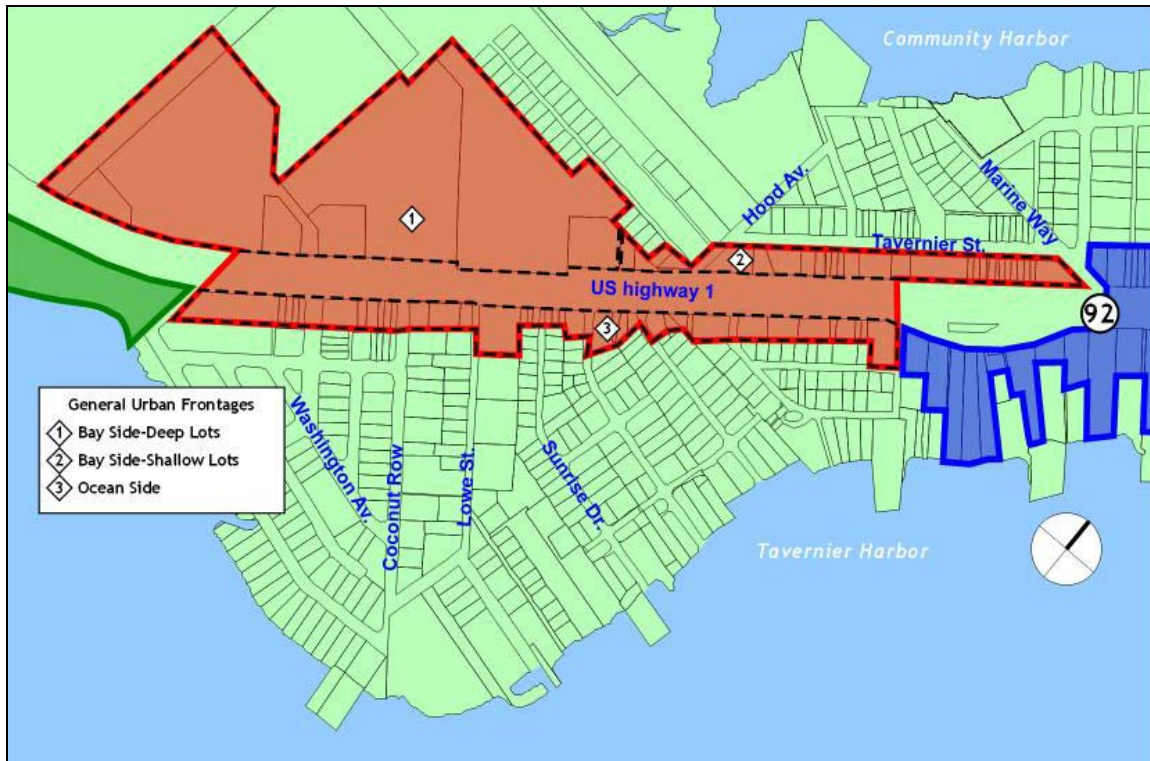 Community Harbor
Hood Av.
Marine Way
1
2
Tavernier St.
US highway 1
92
3
General Urban Frontages
1 Bay Side-Deep Lots
2 Bay Side-Shallow Lots
3 Ocean Side
Washington Av.
Coconut Row
Lowe St.
Sunrise Dr.
Tavernier Harbor